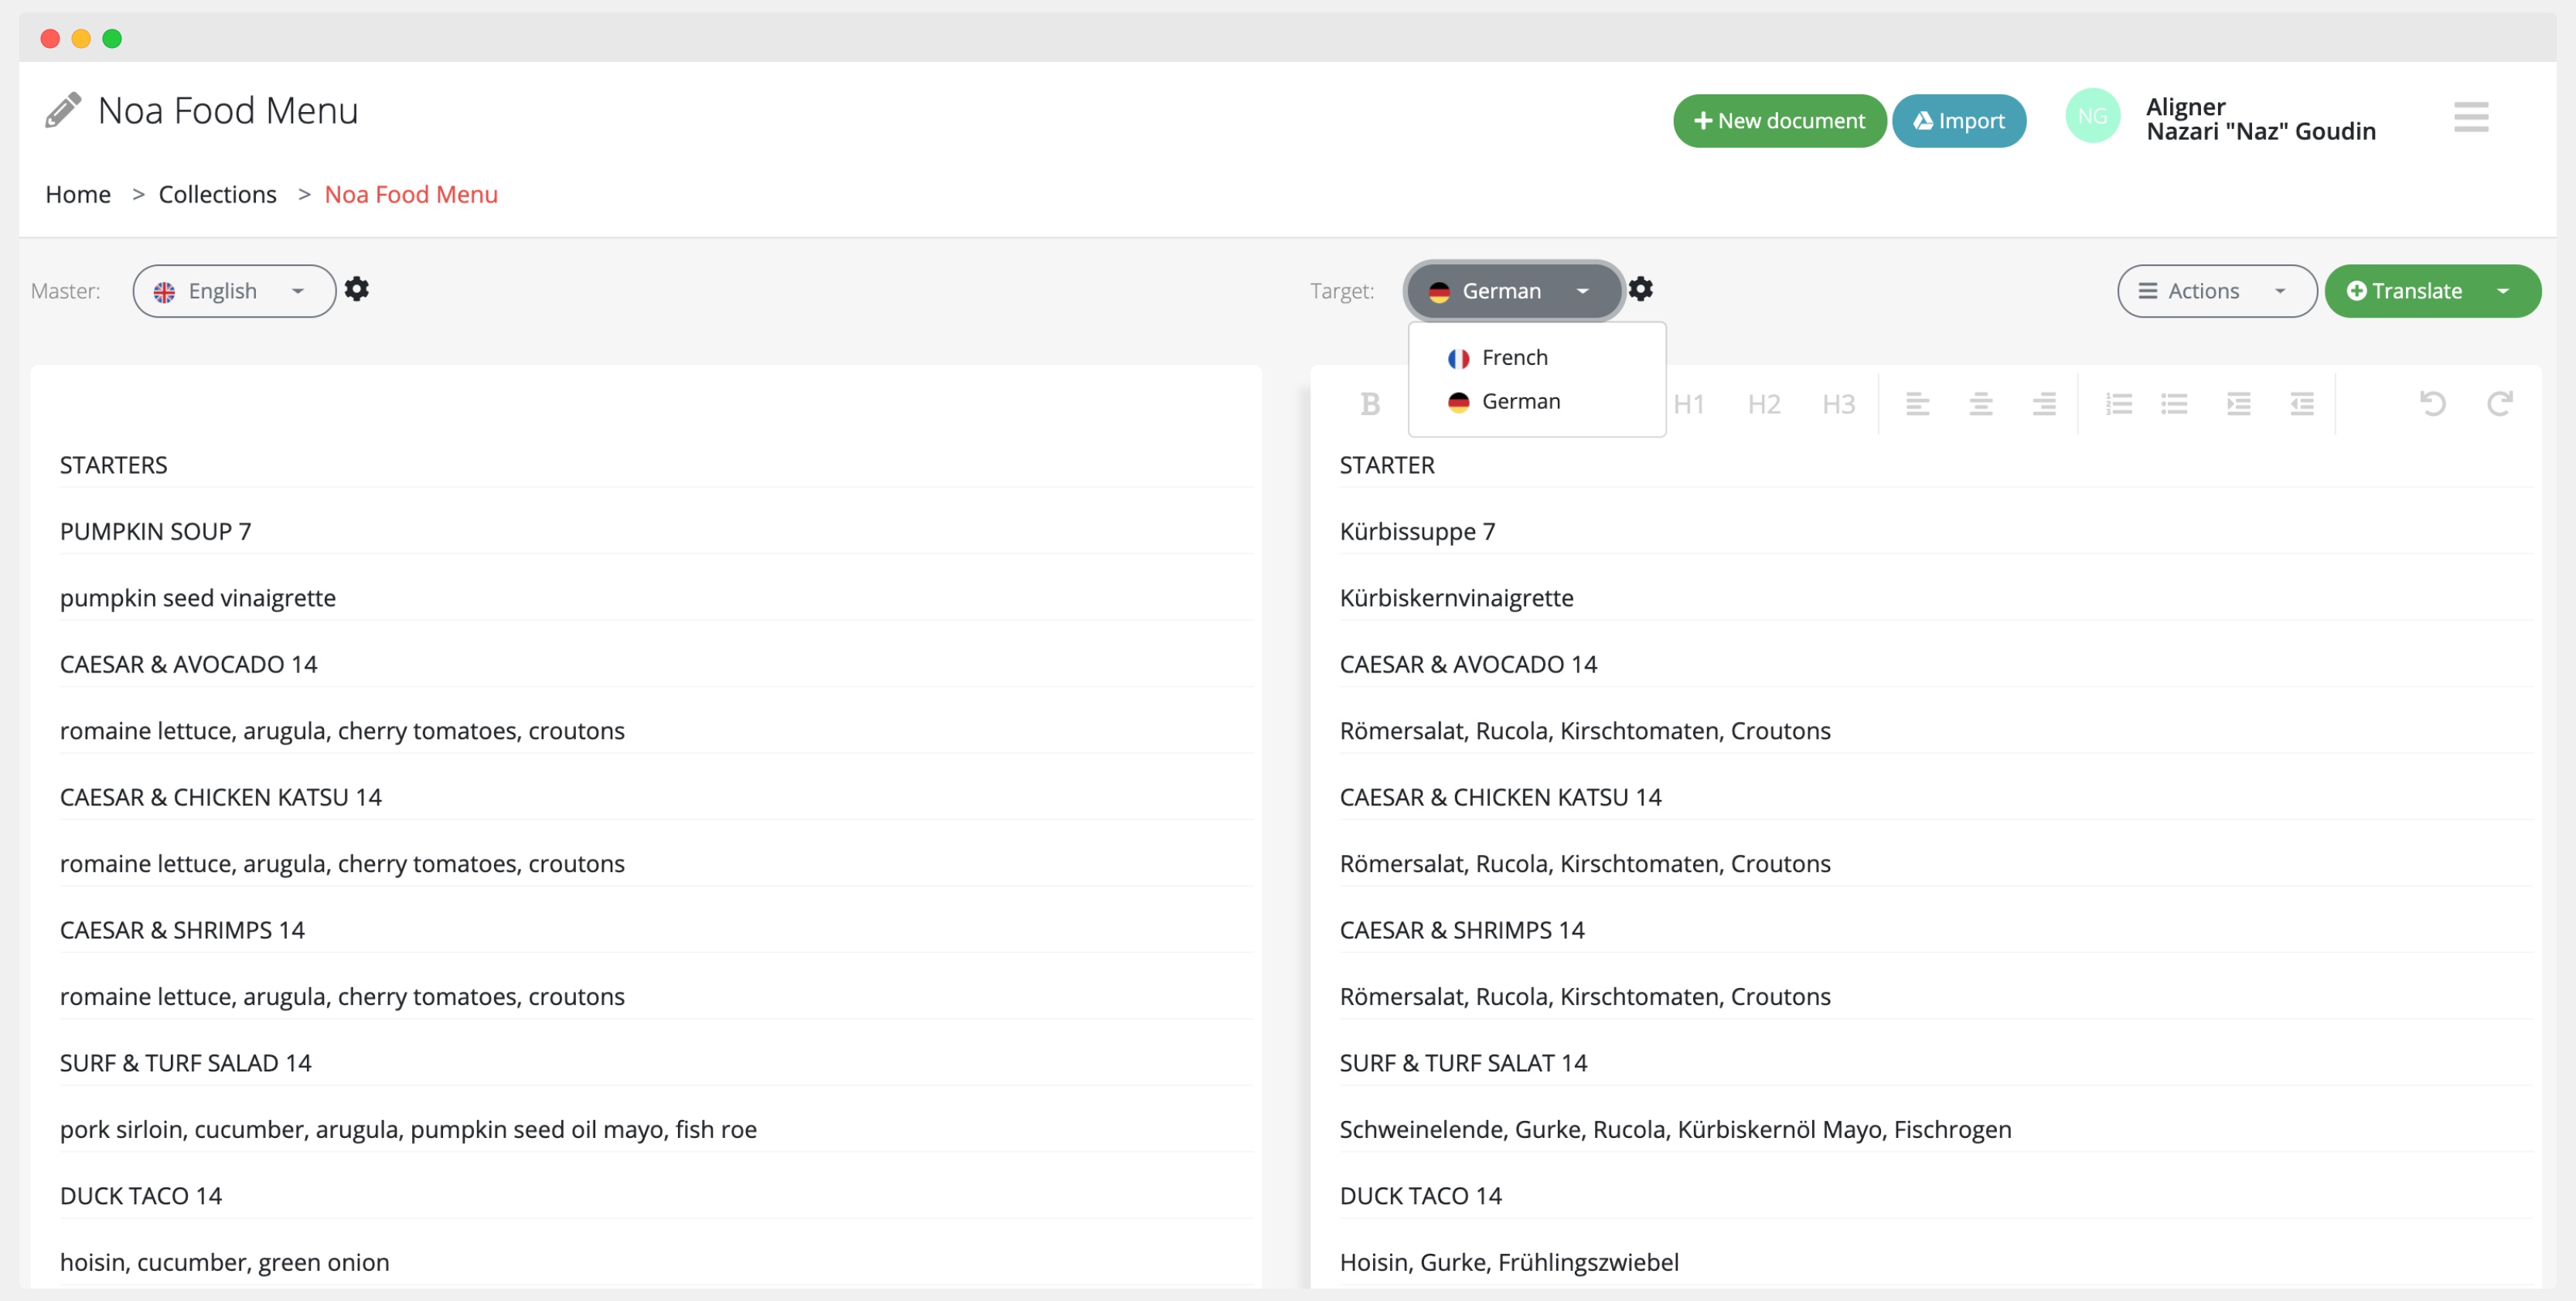 Noa Food Menu
New document
Import
NG
Aligner
Nazari "Naz" Goudin
Home > Collections > Noa Food Menu
Master: English
Target: German
Actions
Translate
French
German
B H1 H2 H3
STARTERS
PUMPKIN SOUP 7
pumpkin seed vinaigrette
CAESAR & AVOCADO 14
romaine lettuce, arugula, cherry tomatoes, croutons
CAESAR & CHICKEN KATSU 14
romaine lettuce, arugula, cherry tomatoes, croutons
CAESAR & SHRIMPS 14
romaine lettuce, arugula, cherry tomatoes, croutons
SURF & TURF SALAD 14
pork sirloin, cucumber, arugula, pumpkin seed oil mayo, fish roe
DUCK TACO 14
hoisin, cucumber, green onion
STARTER
Kürbissuppe 7
Kürbiskernvinaigrette
CAESAR & AVOCADO 14
Römersalat, Rucola, Kirschtomaten, Croutons
CAESAR & CHICKEN KATSU 14
Römersalat, Rucola, Kirschtomaten, Croutons
CAESAR & SHRIMPS 14
Römersalat, Rucola, Kirschtomaten, Croutons
SURF & TURF SALAT 14
Schweinelende, Gurke, Rucola, Kürbiskernöl Mayo, Fischrogen
DUCK TACO 14
Hoisin, Gurke, Frühlingszwiebel